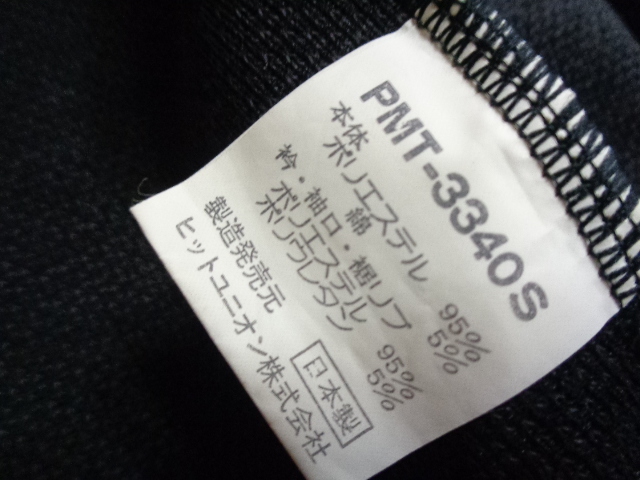 PMT-3340S
本体
ポリエステル 95%
綿 5%
衿・袖口・裾リブ
ポリエステル 95%
ポリウレタン 5%
日本製
製造発売元
ヒットユニオン株式会社